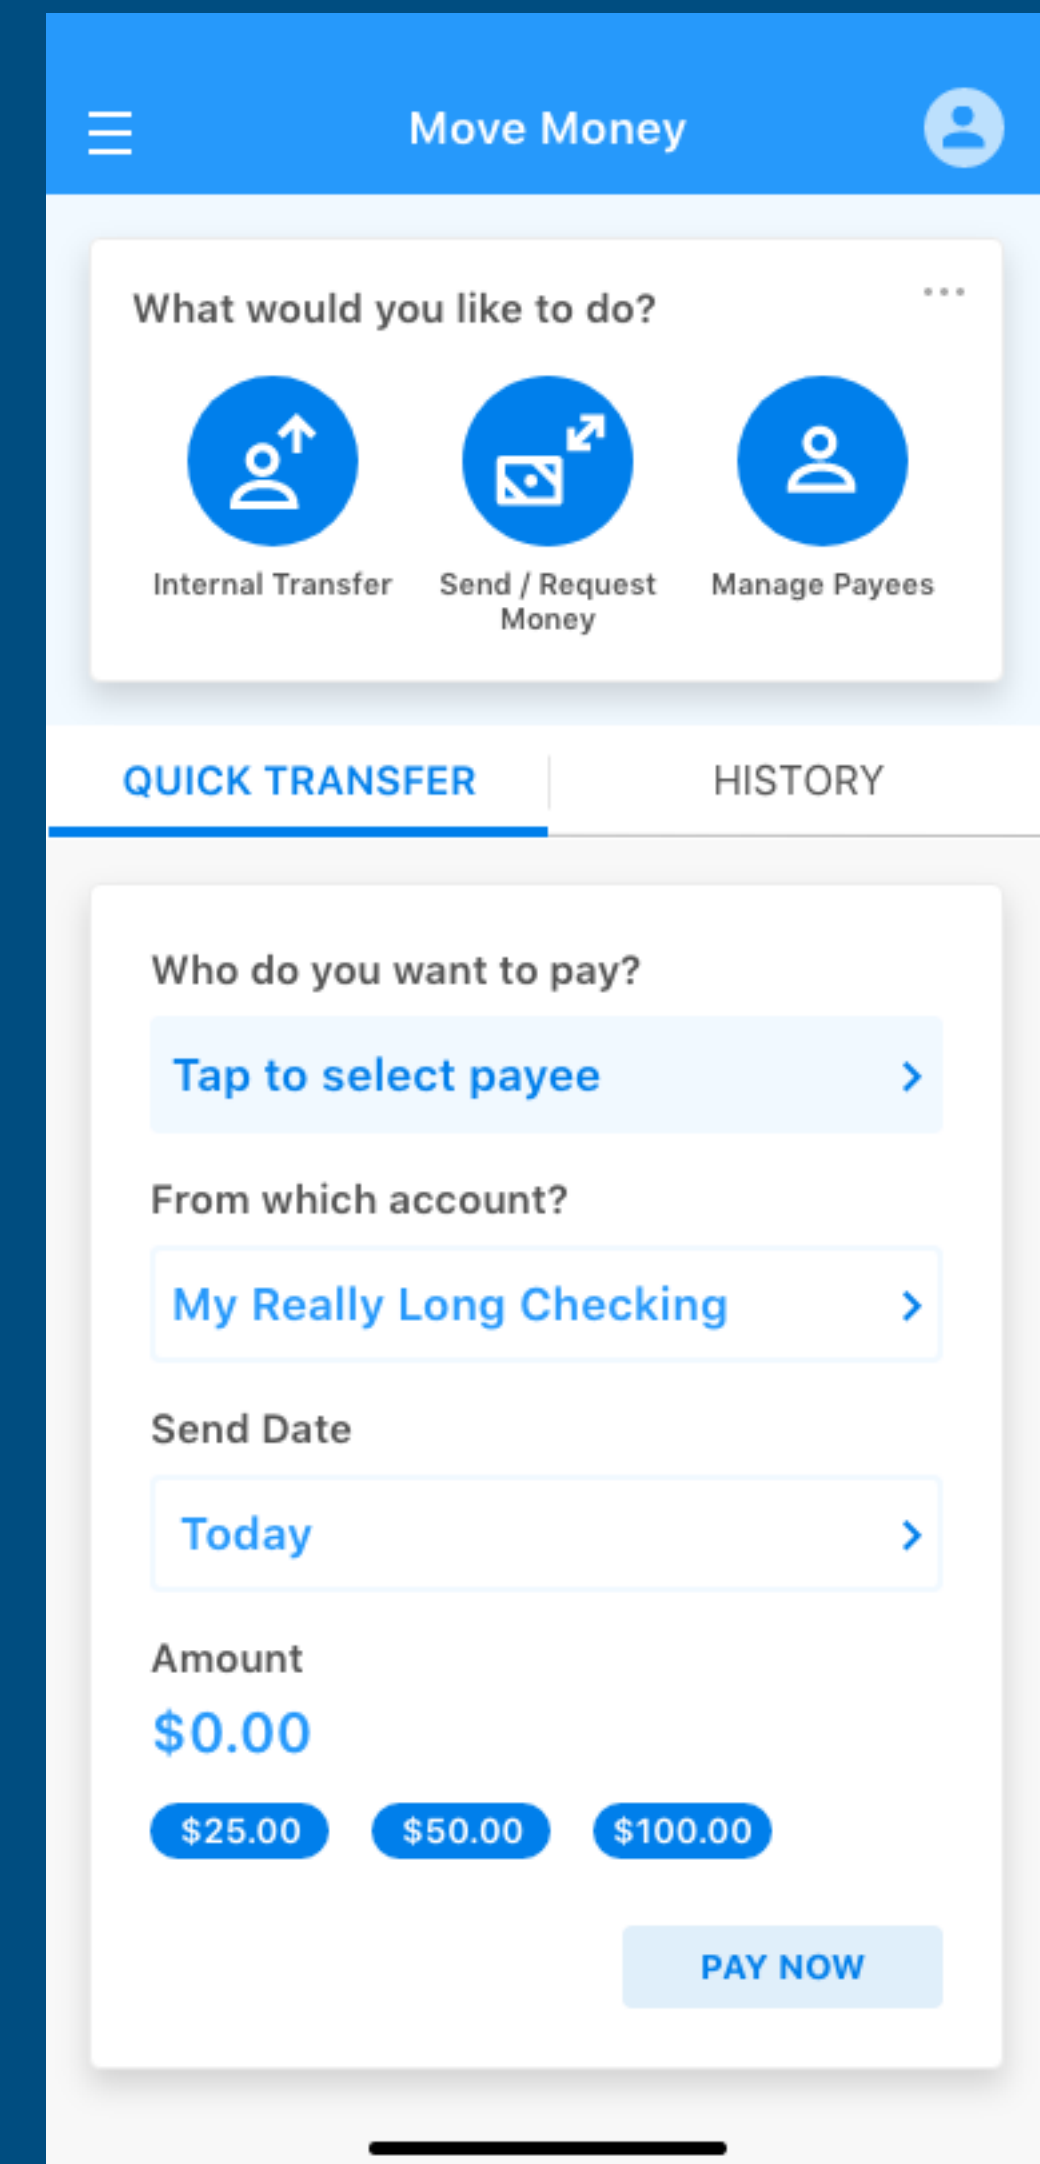 Move Money
What would you like to do?
Internal Transfer
Send / Request
Money
Manage Payees
QUICK TRANSFER
HISTORY
Who do you want to pay?
Tap to select payee
From which account?
My Really Long Checking
Send Date
Today
Amount
$0.00
$25.00 $50.00 $100.00
PAY NOW